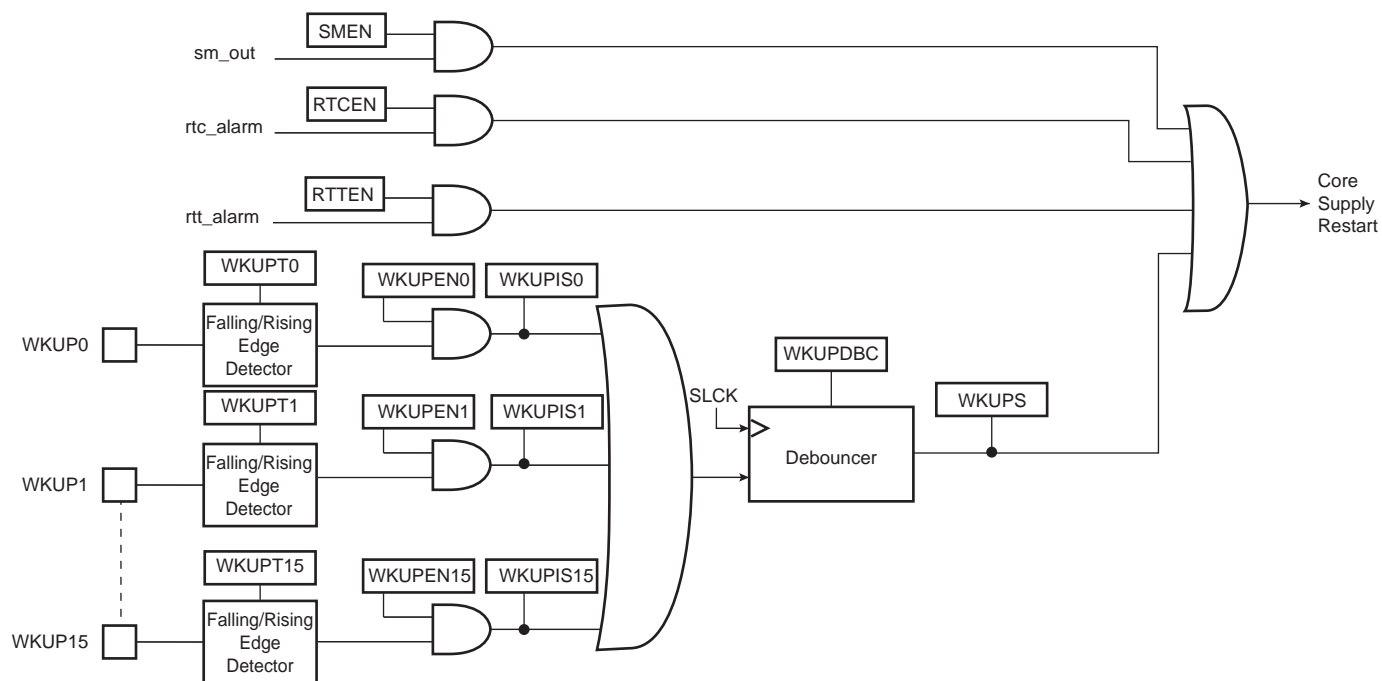 SMEN
sm_out
RTCEN
rtc_alarm
RTTEN
rtt_alarm
Core
Supply
Restart
WKUPT0
WKUPEN0
WKUPIS0
WKUP0
Falling/Rising
Edge
Detector
WKUPDBC
SLCK
WKUPS
Debouncer
WKUPT1
WKUPEN1
WKUPIS1
WKUP1
Falling/Rising
Edge
Detector
WKUPT15
WKUPEN15
WKUPIS15
WKUP15
Falling/Rising
Edge
Detector